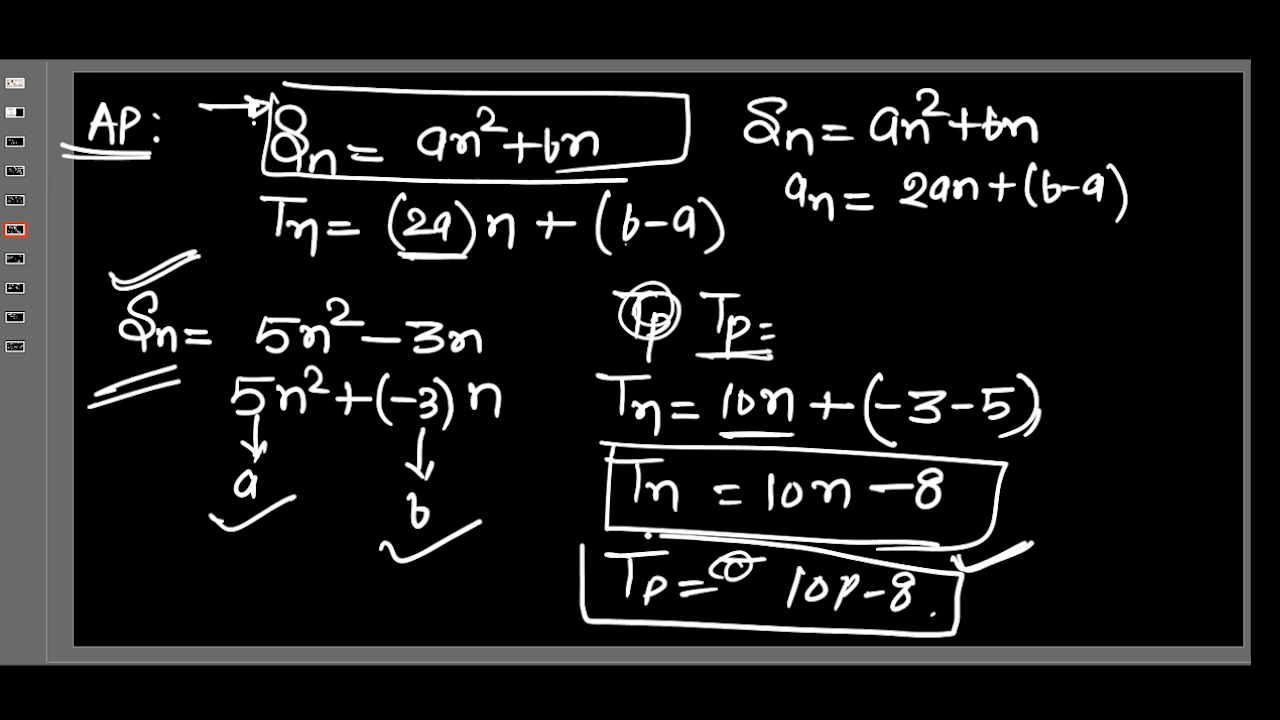 AP: Sn = an²+bn
Tn = (2a)n + (b-a)
Sn = an²+bn
an = 2an+(b-a)
Sn = 5n²-3n
5n²+(-3)n
a b
Tp Tp=
Tn = 10n + (-3-5)
Tn = 10n-8
Tp = 10p-8.